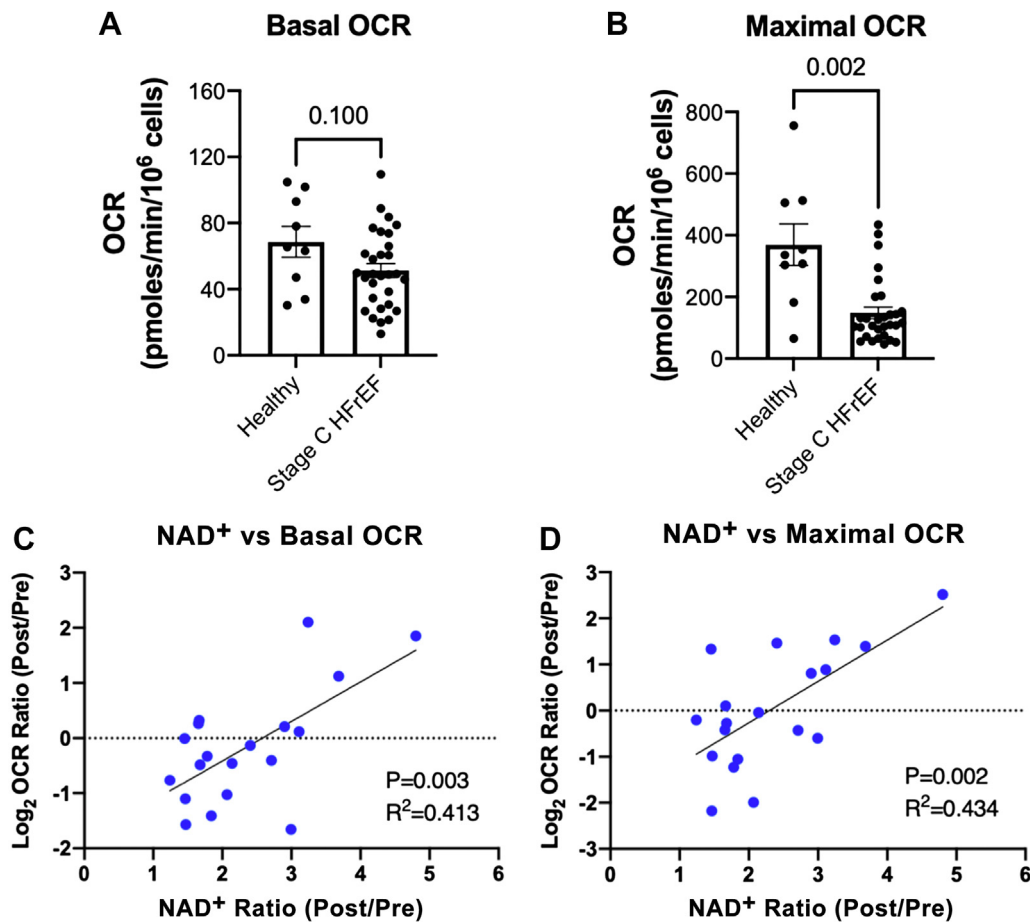 A
Basal OCR
OCR
(pmoles/min/10⁶ cells)
160
120
80
40
0
0.100
Healthy
Stage C HFrEF
B
Maximal OCR
OCR
(pmoles/min/10⁶ cells)
800
600
400
200
0
0.002
Healthy
Stage C HFrEF
C
NAD⁺ vs Basal OCR
Log₂ OCR Ratio (Post/Pre)
3
2
1
0
-1
-2
P=0.003
R²=0.413
0 1 2 3 4 5 6
NAD⁺ Ratio (Post/Pre)
D
NAD⁺ vs Maximal OCR
Log₂ OCR Ratio (Post/Pre)
3
2
1
0
-1
-2
-3
P=0.002
R²=0.434
0 1 2 3 4 5 6
NAD⁺ Ratio (Post/Pre)